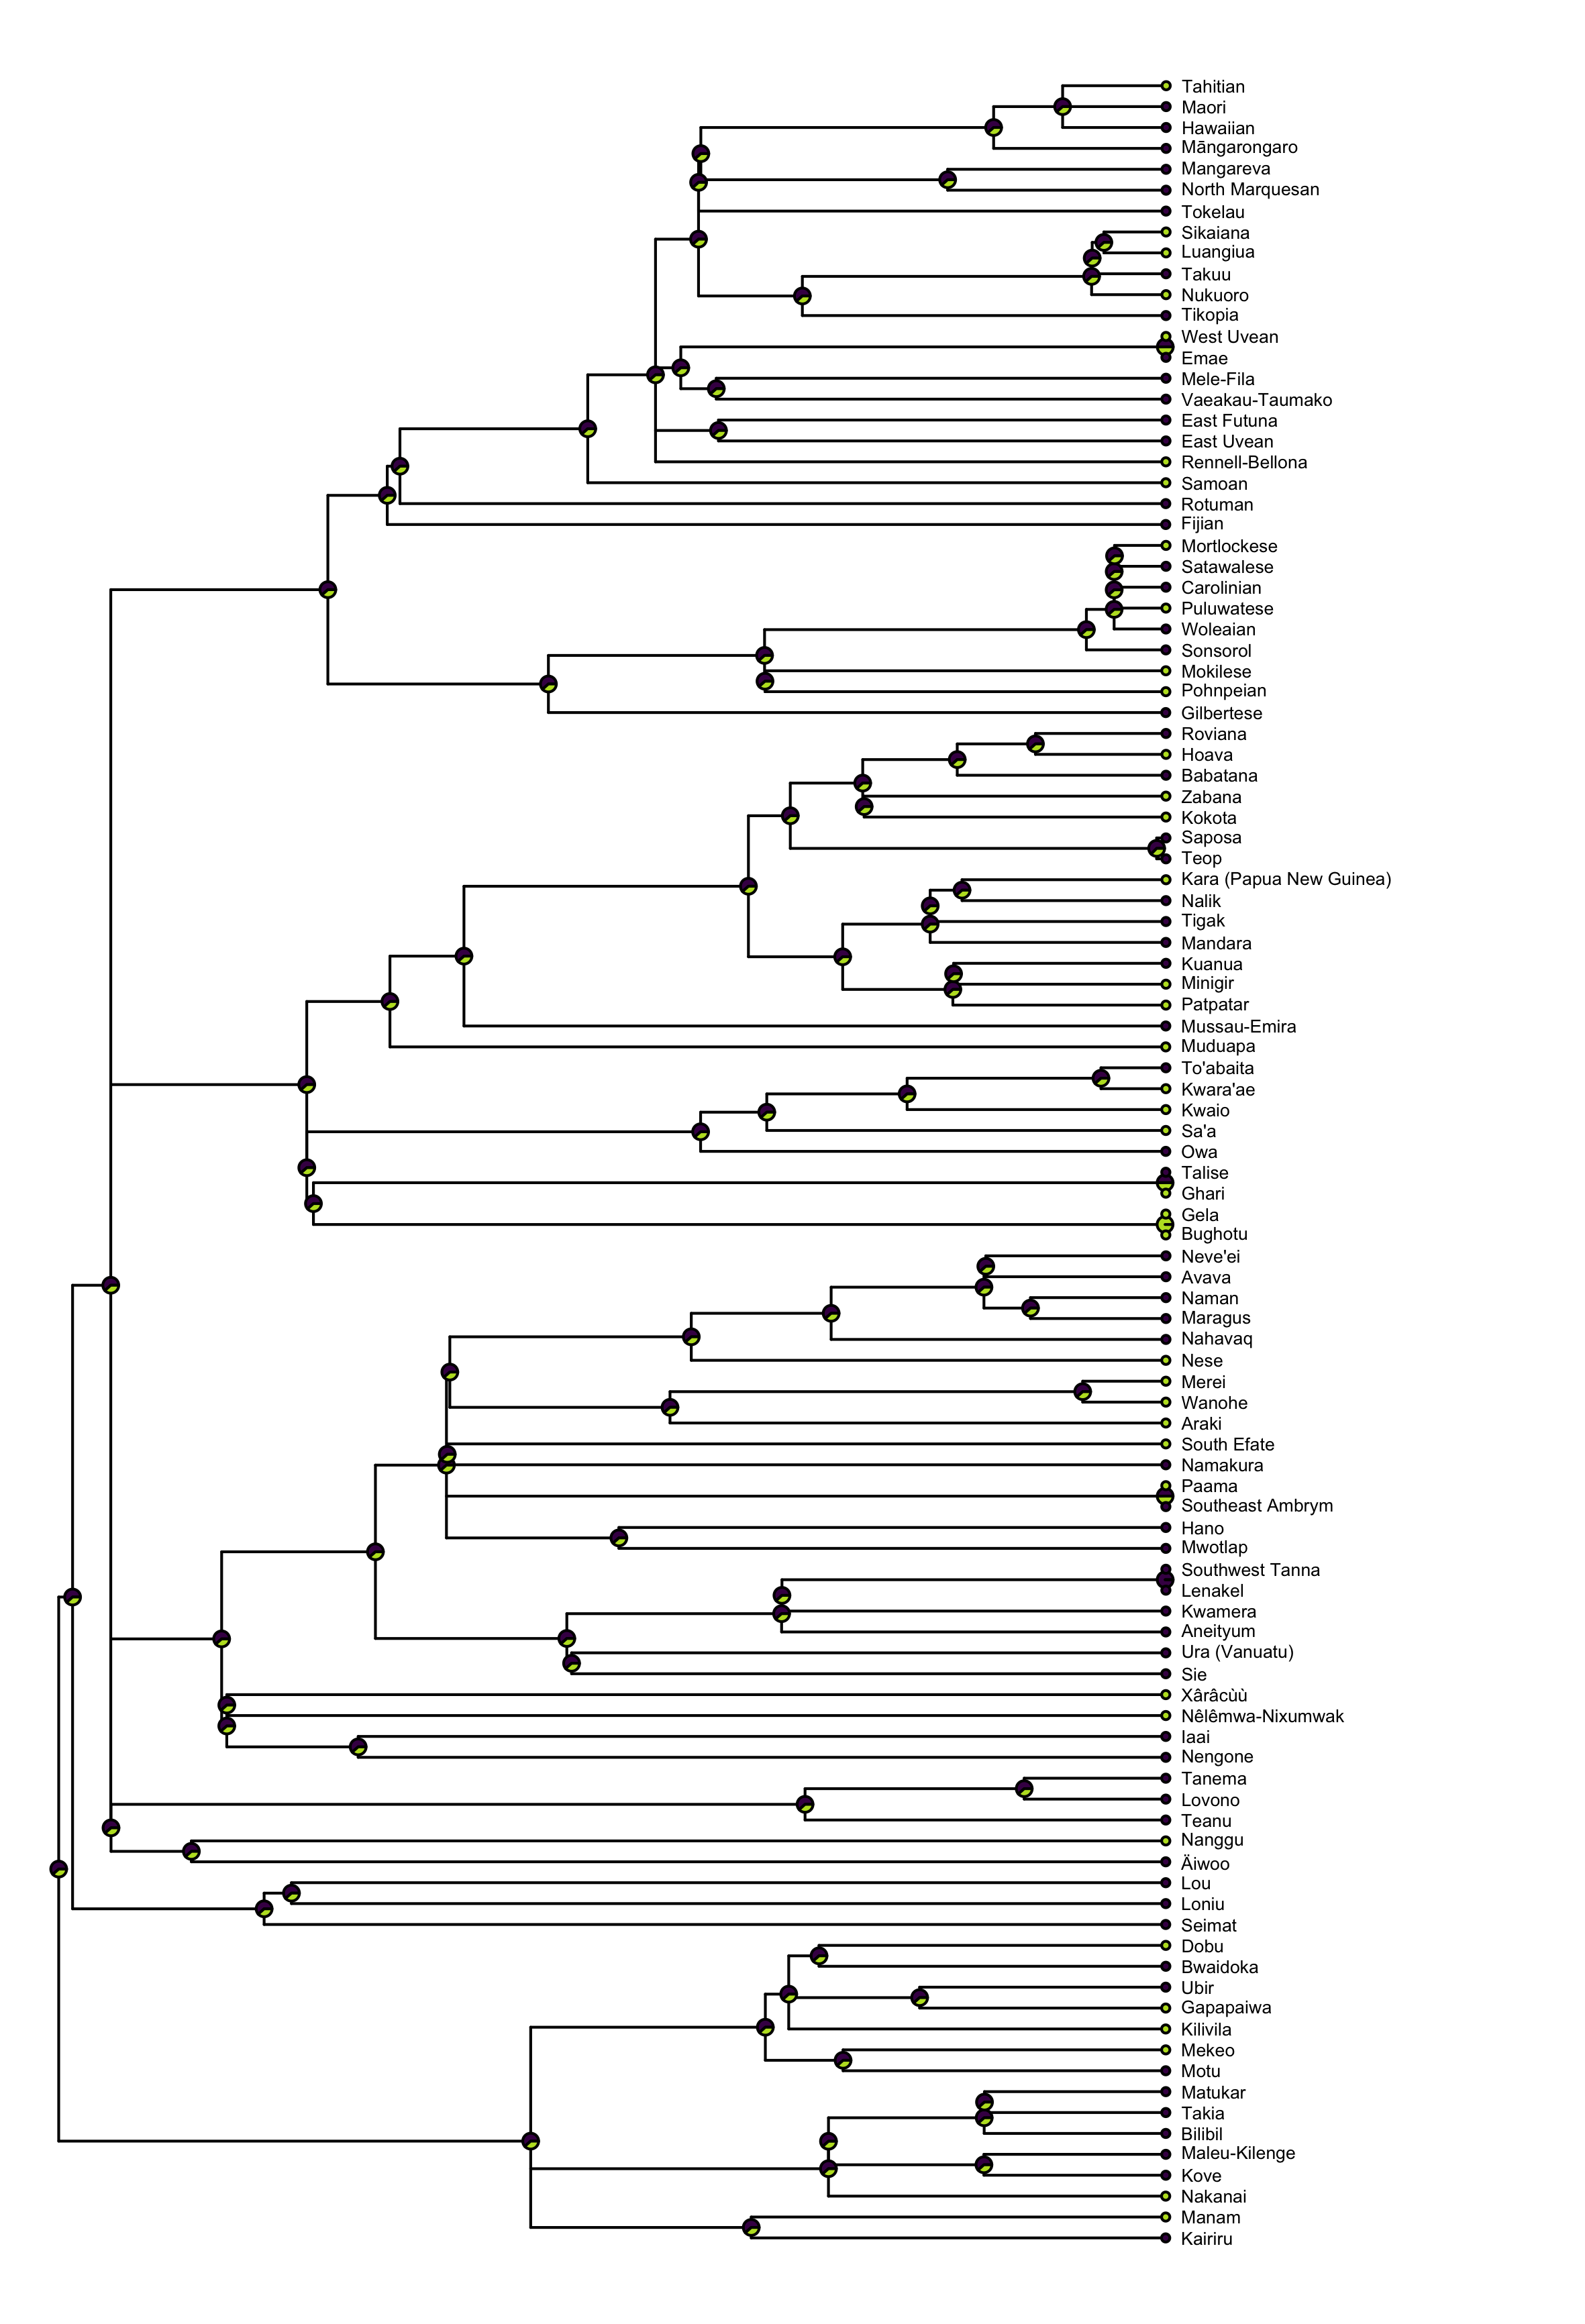 Tahitian
Maori
Hawaiian
Māngarongaro
Mangareva
North Marquesan
Tokelau
Sikaiana
Luangiua
Takuu
Nukuoro
Tikopia
West Uvean
Emae
Mele-Fila
Vaeakau-Taumako
East Futuna
East Uvean
Rennell-Bellona
Samoan
Rotuman
Fijian
Mortlockese
Satawalese
Carolinian
Puluwatese
Woleaian
Sonsorol
Mokilese
Pohnpeian
Gilbertese
Roviana
Hoava
Babatana
Zabana
Kokota
Saposa
Teop
Kara (Papua New Guinea)
Nalik
Tigak
Mandara
Kuanua
Minigir
Patpatar
Mussau-Emira
Muduapa
To'abaita
Kwara'ae
Kwaio
Sa'a
Owa
Talise
Ghari
Gela
Bughotu
Neve'ei
Avava
Naman
Maragus
Nahavaq
Nese
Merei
Wanohe
Araki
South Efate
Namakura
Paama
Southeast Ambrym
Hano
Mwotlap
Southwest Tanna
Lenakel
Kwamera
Aneityum
Ura (Vanuatu)
Sie
Xârâcùù
Nêlêmwa-Nixumwak
Iaai
Nengone
Tanema
Lovono
Teanu
Nanggu
Äiwoo
Lou
Loniu
Seimat
Dobu
Bwaidoka
Ubir
Gapapaiwa
Kilivila
Mekeo
Motu
Matukar
Takia
Bilibil
Maleu-Kilenge
Kove
Nakanai
Manam
Kairiru